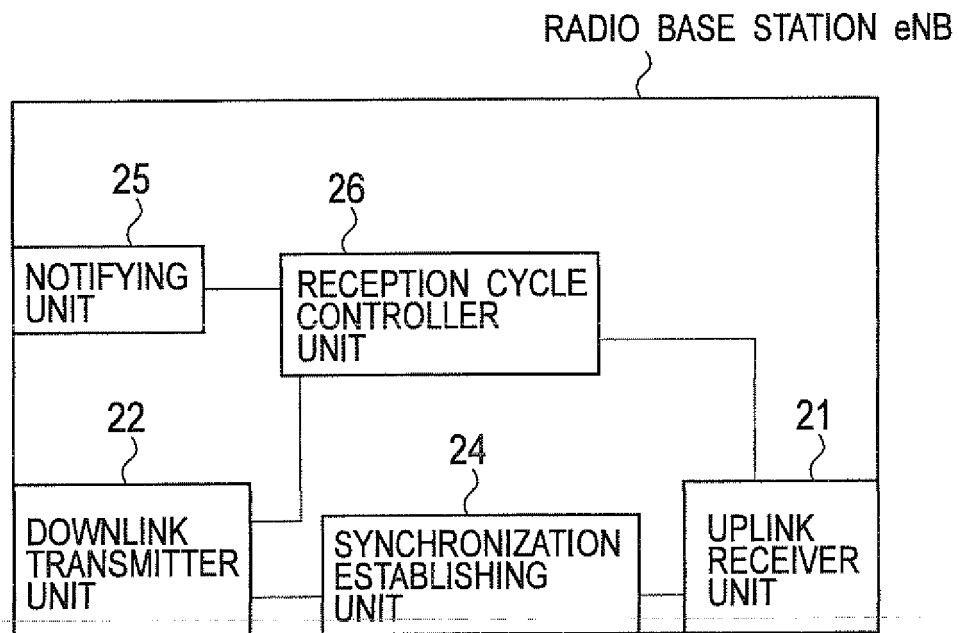 RADIO BASE STATION eNB
25
26
NOTIFYING
UNIT
RECEPTION CYCLE
CONTROLLER
UNIT
22
24
21
DOWNLINK
TRANSMITTER
UNIT
SYNCHRONIZATION
ESTABLISHING
UNIT
UPLINK
RECEIVER
UNIT